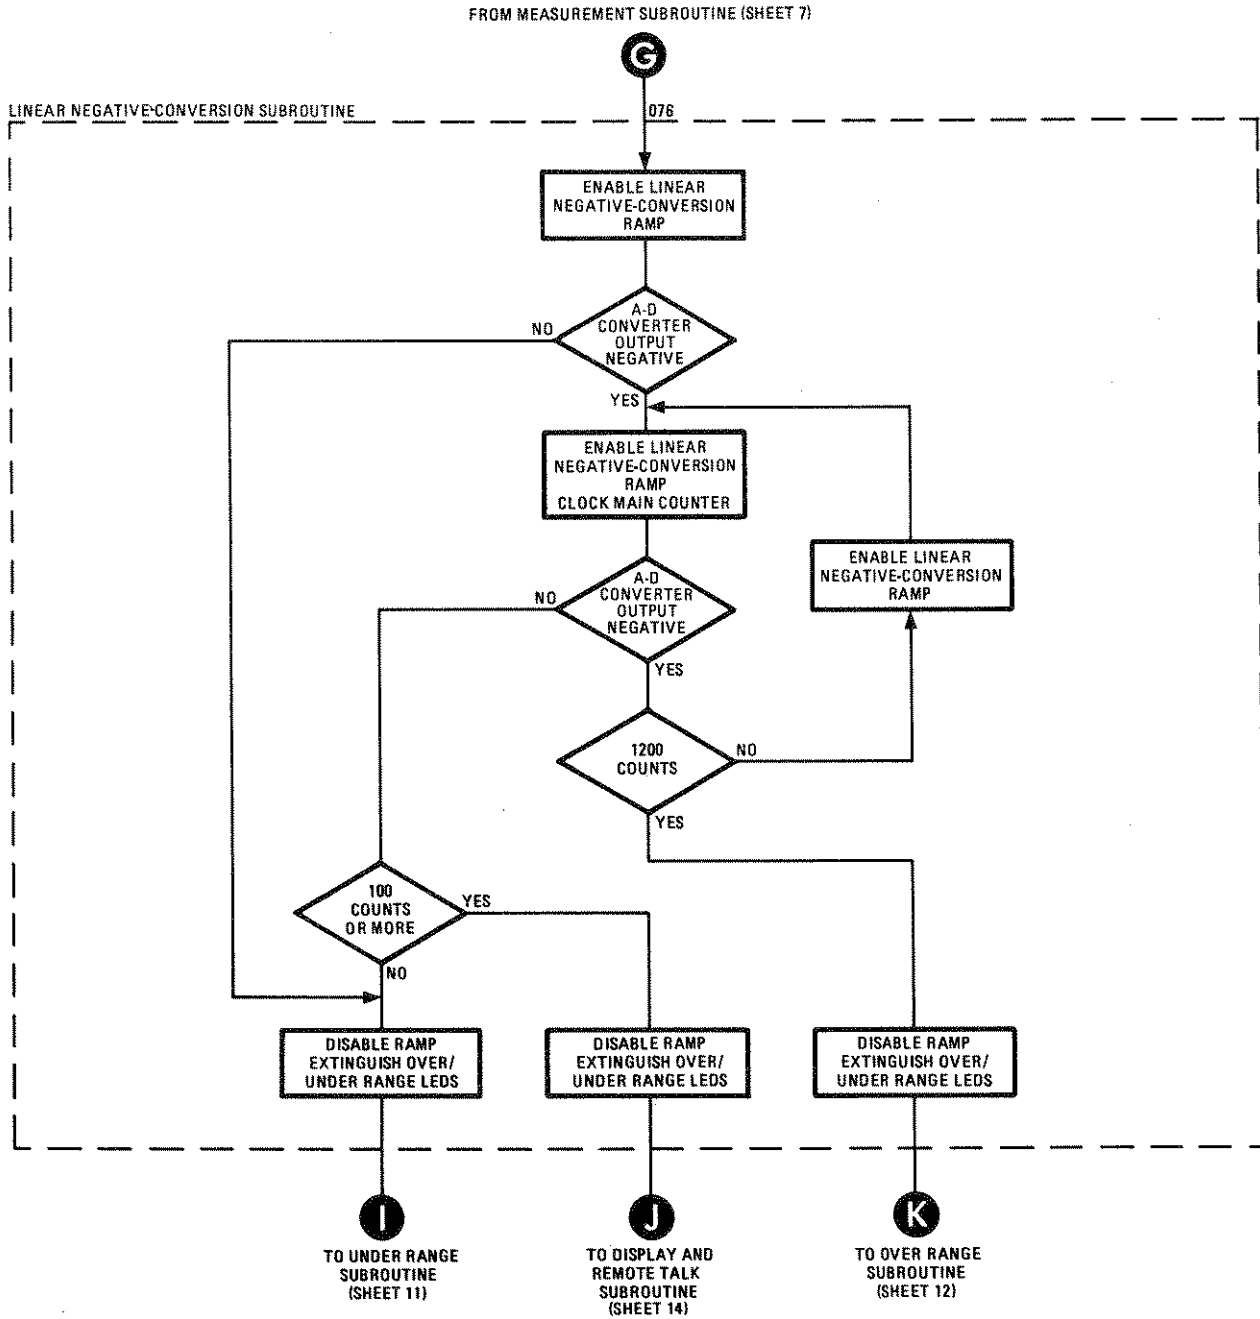 FROM MEASUREMENT SUBROUTINE (SHEET 7)
G
LINEAR NEGATIVE-CONVERSION SUBROUTINE
076
ENABLE LINEAR
NEGATIVE-CONVERSION
RAMP
A-D
CONVERTER
OUTPUT
NEGATIVE
NO
YES
ENABLE LINEAR
NEGATIVE-CONVERSION
RAMP
CLOCK MAIN COUNTER
ENABLE LINEAR
NEGATIVE-CONVERSION
RAMP
A-D
CONVERTER
OUTPUT
NEGATIVE
NO
YES
1200
COUNTS
NO
YES
100
COUNTS
OR MORE
YES
NO
DISABLE RAMP
EXTINGUISH OVER/
UNDER RANGE LEDS
DISABLE RAMP
EXTINGUISH OVER/
UNDER RANGE LEDS
DISABLE RAMP
EXTINGUISH OVER/
UNDER RANGE LEDS
I
TO UNDER RANGE
SUBROUTINE
(SHEET 11)
J
TO DISPLAY AND
REMOTE TALK
SUBROUTINE
(SHEET 14)
K
TO OVER RANGE
SUBROUTINE
(SHEET 12)